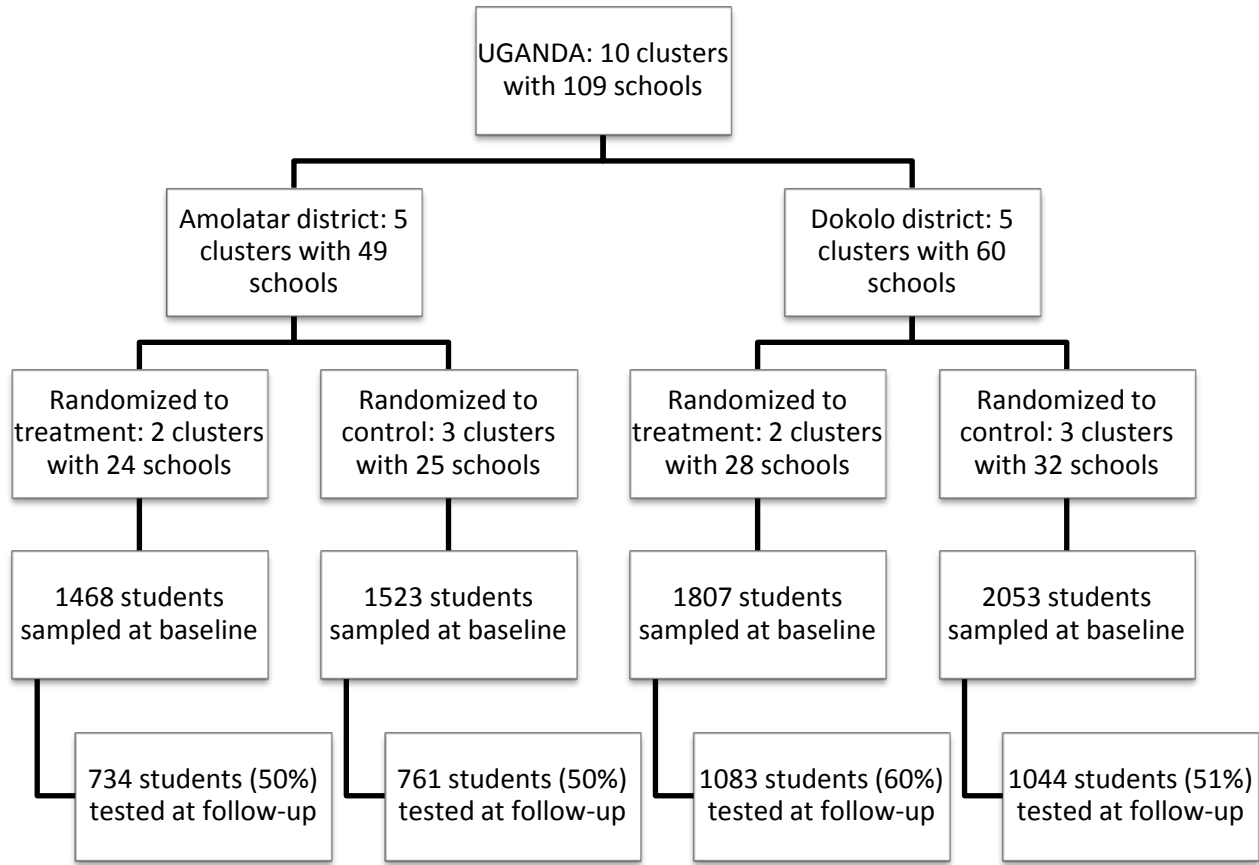 UGANDA: 10 clusters
with 109 schools
Amolatar district: 5
clusters with 49
schools
Dokolo district: 5
clusters with 60
schools
Randomized to
treatment: 2 clusters
with 24 schools
Randomized to
control: 3 clusters
with 25 schools
Randomized to
treatment: 2 clusters
with 28 schools
Randomized to
control: 3 clusters
with 32 schools
1468 students
sampled at baseline
1523 students
sampled at baseline
1807 students
sampled at baseline
2053 students
sampled at baseline
734 students (50%)
tested at follow-up
761 students (50%)
tested at follow-up
1083 students (60%)
tested at follow-up
1044 students (51%)
tested at follow-up